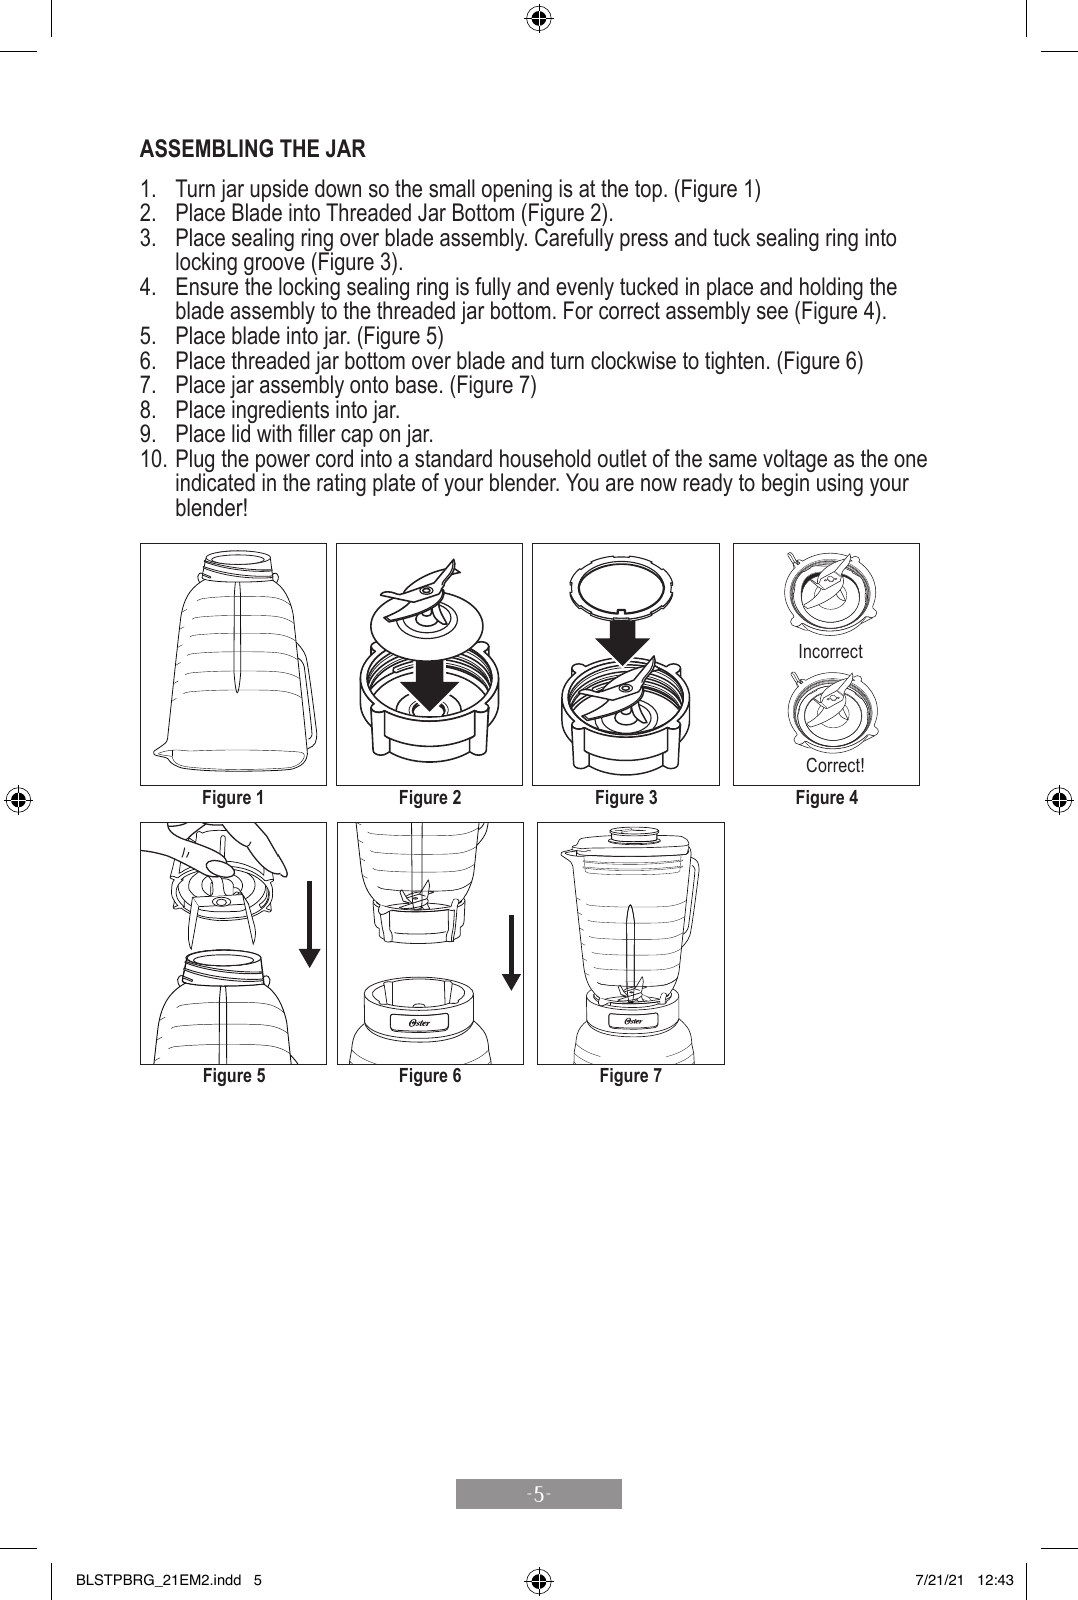 ASSEMBLING THE JAR
1. Turn jar upside down so the small opening is at the top. (Figure 1)
2. Place Blade into Threaded Jar Bottom (Figure 2).
3. Place sealing ring over blade assembly. Carefully press and tuck sealing ring into
locking groove (Figure 3).
4. Ensure the locking sealing ring is fully and evenly tucked in place and holding the
blade assembly to the threaded jar bottom. For correct assembly see (Figure 4).
5. Place blade into jar. (Figure 5)
6. Place threaded jar bottom over blade and turn clockwise to tighten. (Figure 6)
7. Place jar assembly onto base. (Figure 7)
8. Place ingredients into jar.
9. Place lid with filler cap on jar.
10. Plug the power cord into a standard household outlet of the same voltage as the one
indicated in the rating plate of your blender. You are now ready to begin using your
blender!
Incorrect
Correct!
Figure 1
Figure 2
Figure 3
Figure 4
Oster
Oster
Figure 5
Figure 6
Figure 7
-5-
BLSTPBRG_21EM2.indd 5
7/21/21 12:43